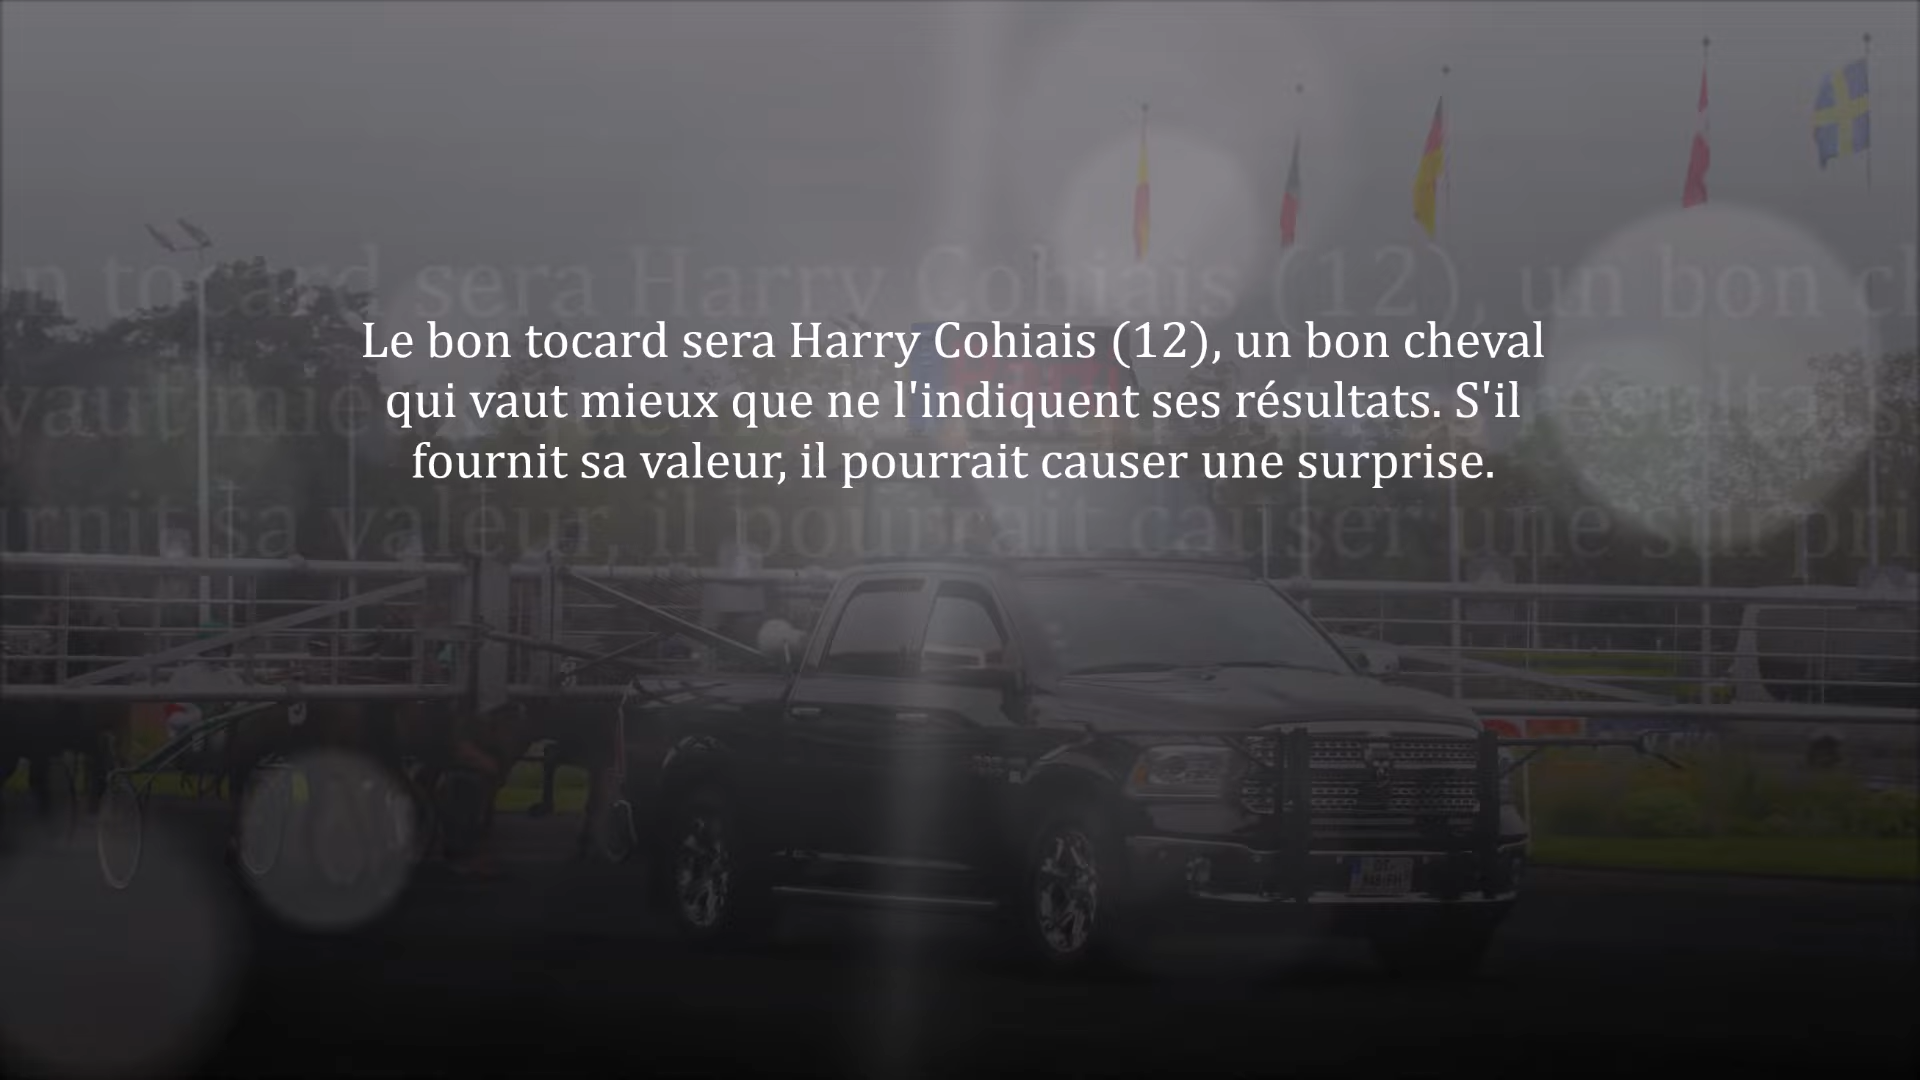 Le bon tocard sera Harry Cohiais (12), un bon cheval
qui vaut mieux que ne l'indiquent ses résultats. S'il
fournit sa valeur, il pourrait causer une surprise.